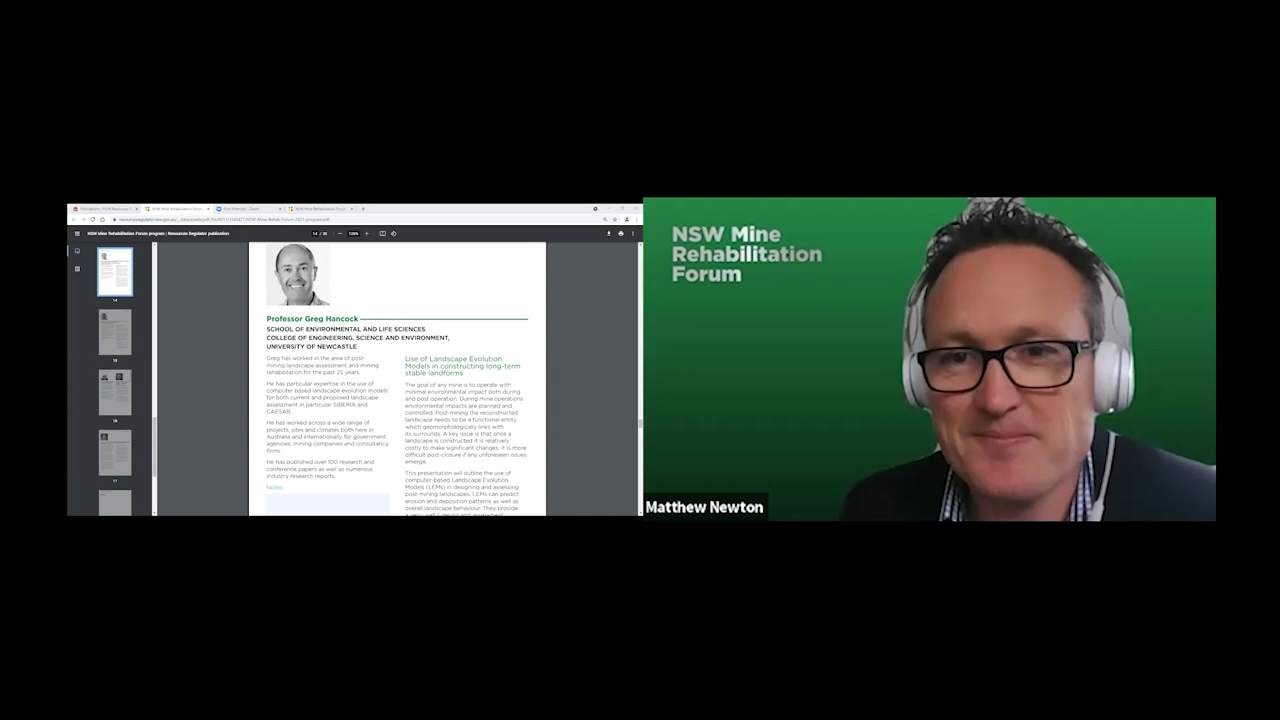 NSW Mine Rehabilitation Forum program | Resources Regulator publication
14 / 20
125%
14
15
16
17
Professor Greg Hancock
SCHOOL OF ENVIRONMENTAL AND LIFE SCIENCES
COLLEGE OF ENGINEERING, SCIENCE AND ENVIRONMENT,
UNIVERSITY OF NEWCASTLE
Greg has worked in the area of post-
mining landscape assessment and mining
rehabilitation for the past 25 years.
He has particular expertise in the use of
computer based landscape evolution models
for both current and proposed landscape
assessment in particular SIBERIA and
CAESAR.
He has worked across a wide range of
projects, sites and climates both here in
Australia and internationally for government
agencies, mining companies and consultancy
firms.
He has published over 100 research and
conference papers as well as numerous
industry research reports.
Notes:
Use of Landscape Evolution
Models in constructing long-term
stable landforms
The goal of any mine is to operate with
minimal environmental impact both during
and post operation. During mine operations
environmental impacts are planned and
controlled. Post-mining the reconstructed
landscape needs to be a functional entity
which geomorphologically links with
its surrounds. A key issue is that once a
landscape is constructed it is relatively
costly to make significant changes. It is more
difficult post-closure if any unforeseen issues
emerge.
This presentation will outline the use of
computer-based Landscape Evolution
Models (LEMs) in designing and assessing
post-mining landscapes. LEMs can predict
erosion and deposition patterns as well as
overall landscape behaviour. They provide
a very useful design and assessment
NSW Mine
Rehabilitation
Forum
Matthew Newton